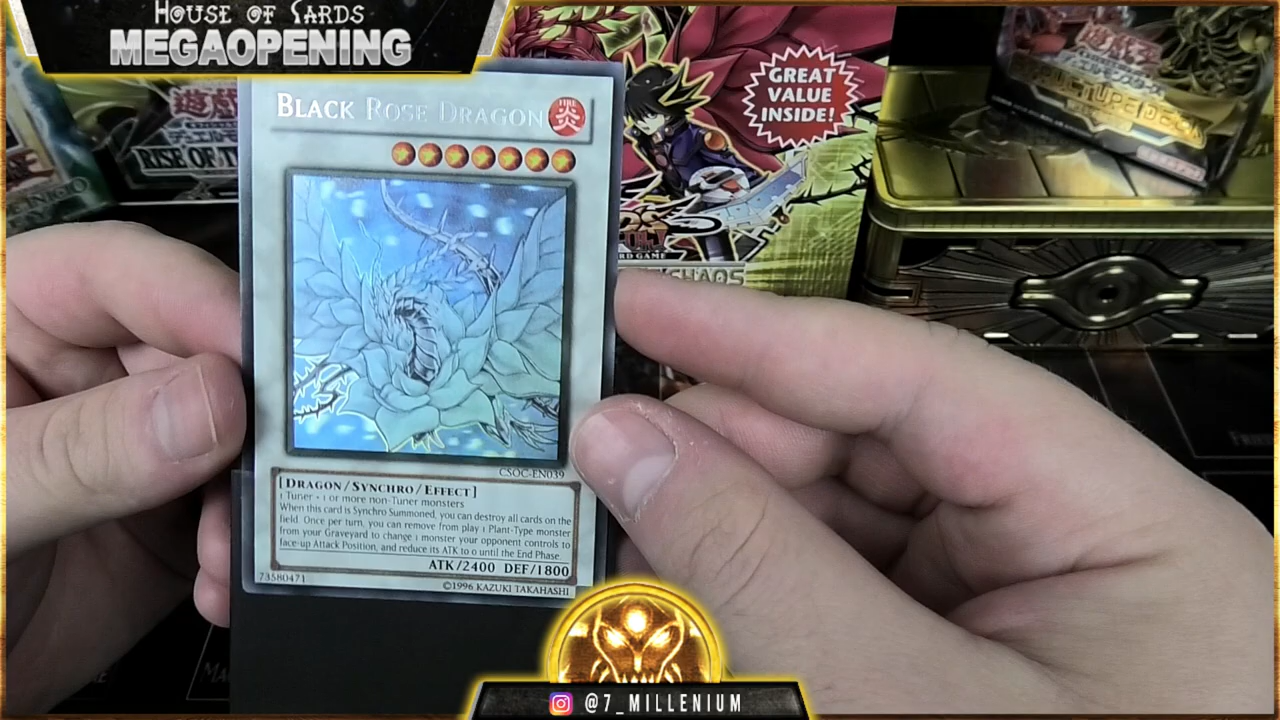 House of Cards
MEGAOPENING
遊戯
RISE OF T
GREAT
VALUE
INSIDE!
BLACK ROSE DRAGON
FIRE
炎
CSOC-EN039
[DRAGON/SYNCHRO/EFFECT]
1 Tuner + 1 or more non-Tuner monsters
When this card is Synchro Summoned, you can destroy all cards on the
field. Once per turn, you can remove from play 1 Plant-Type monster
from your Graveyard to change 1 monster your opponent controls to
face-up Attack Position, and reduce its ATK to 0 until the End Phase.
ATK/2400 DEF/1800
73580471
©1996 KAZUKI TAKAHASHI
RD GAME
CHAOS
@7_MILLENIUM